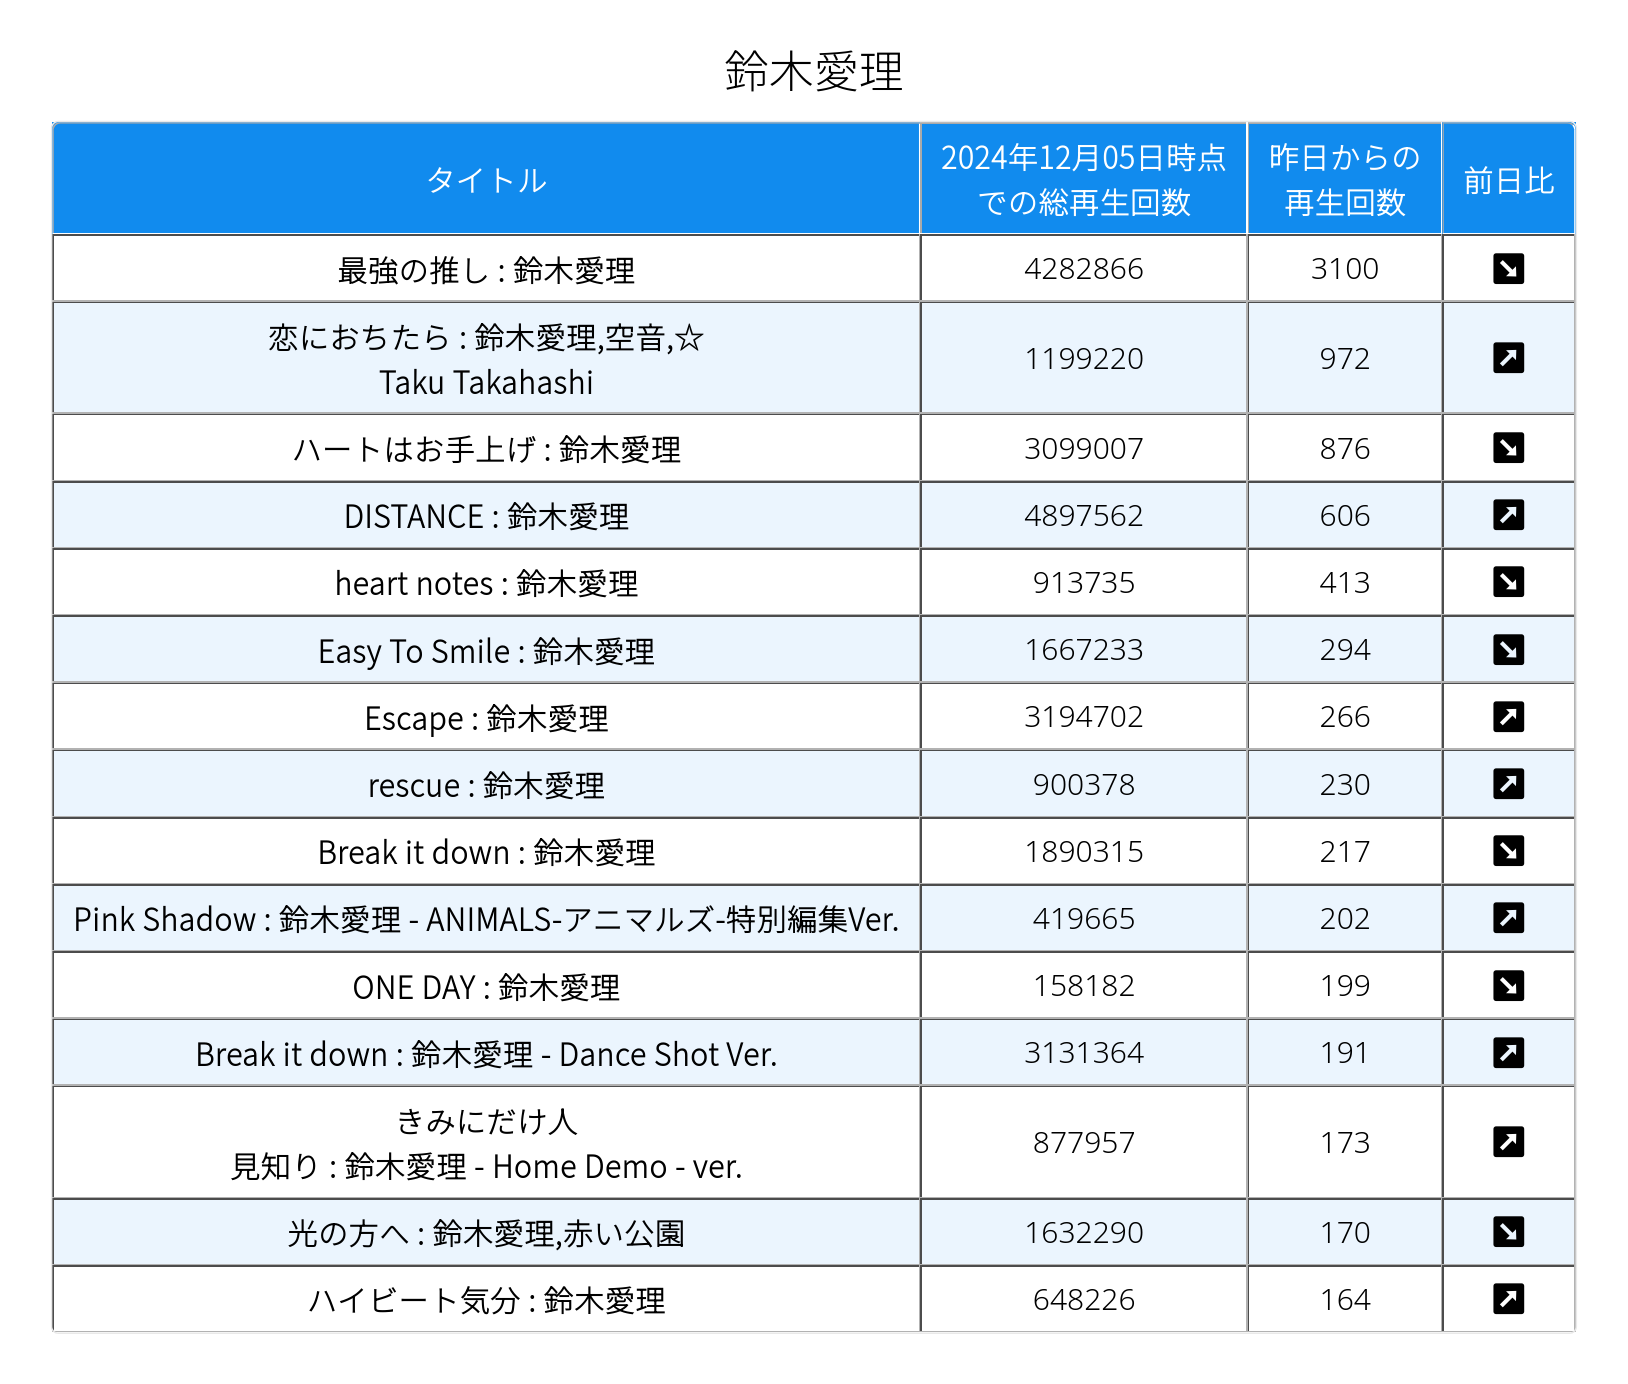 鈴木愛理
タイトル
2024年12月05日時点
での総再生回数
昨日からの
再生回数
前日比
最強の推し : 鈴木愛理 4282866 3100
恋におちたら : 鈴木愛理,空音,☆
Taku Takahashi
1199220 972
ハートはお手上げ : 鈴木愛理 3099007 876
DISTANCE : 鈴木愛理 4897562 606
heart notes : 鈴木愛理 913735 413
Easy To Smile : 鈴木愛理 1667233 294
Escape : 鈴木愛理 3194702 266
rescue : 鈴木愛理 900378 230
Break it down : 鈴木愛理 1890315 217
Pink Shadow : 鈴木愛理 - ANIMALS-アニマルズ-特別編集Ver. 419665 202
ONE DAY : 鈴木愛理 158182 199
Break it down : 鈴木愛理 - Dance Shot Ver. 3131364 191
きみにだけ人
見知り : 鈴木愛理 - Home Demo - ver.
877957 173
光の方へ : 鈴木愛理,赤い公園 1632290 170
ハイビート気分 : 鈴木愛理 648226 164